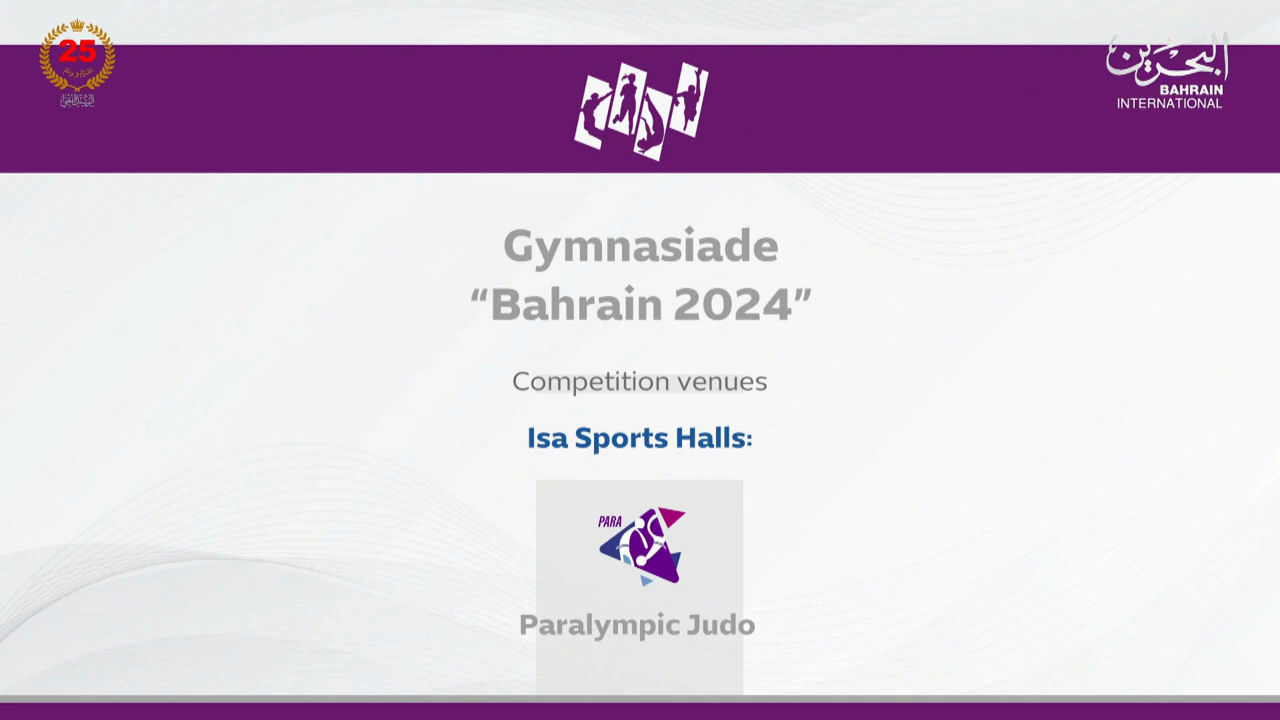 25
البحرين
BAHRAIN
INTERNATIONAL
Gymnasiade
“Bahrain 2024”
Competition venues
Isa Sports Halls:
PARA
Paralympic Judo